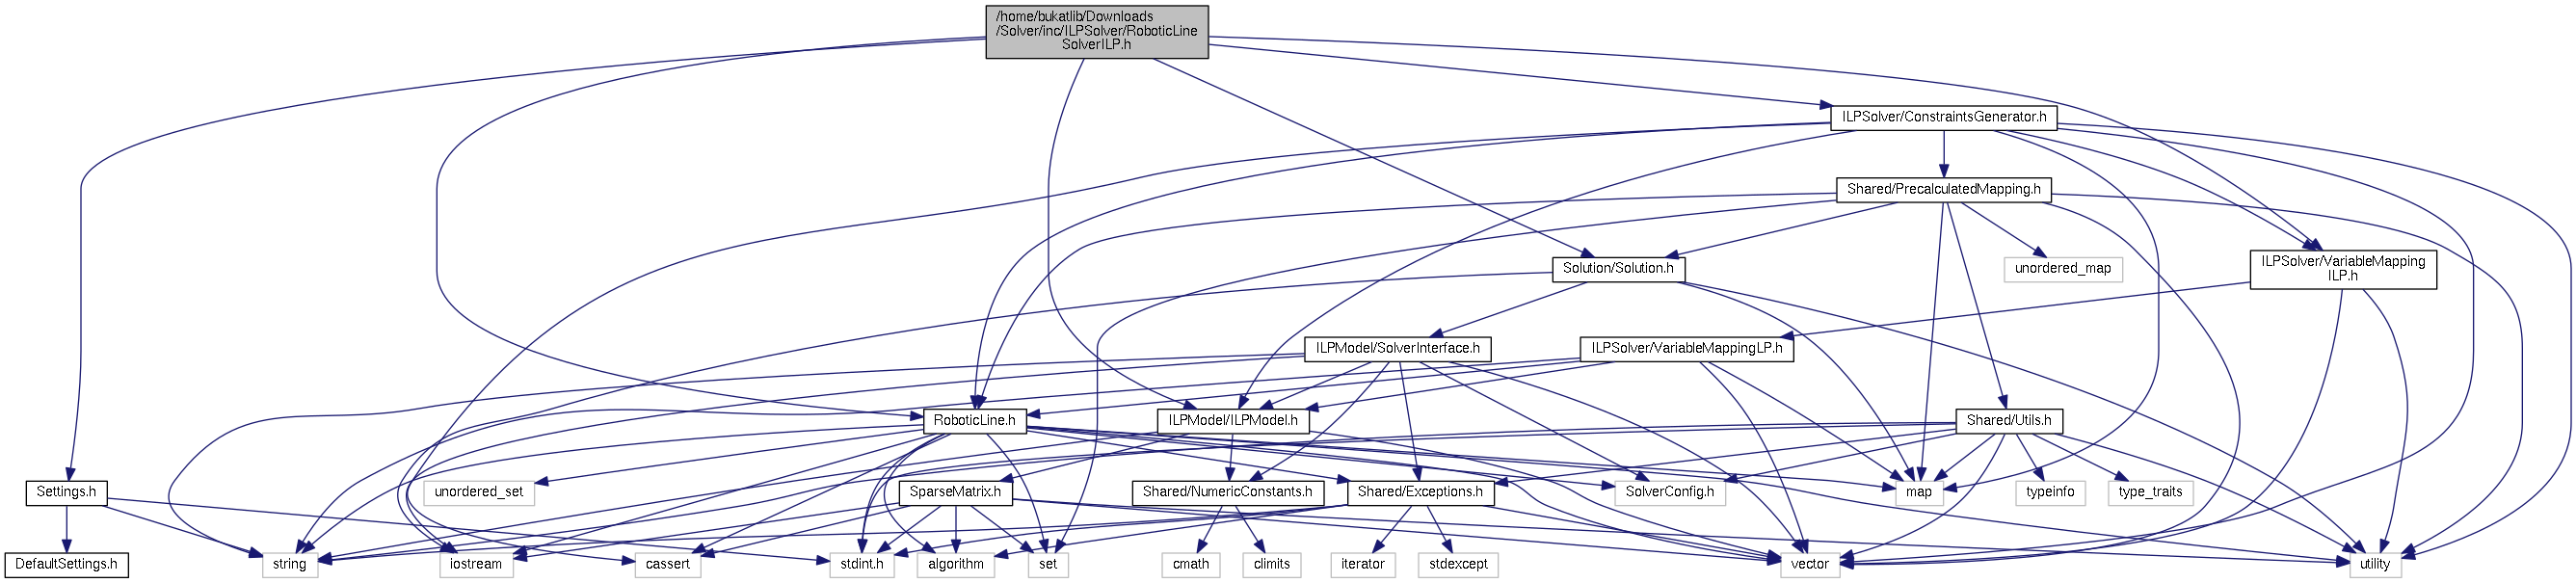 /home/bukatlib/Downloads
/Solver/inc/ILPSolver/RoboticLine
SolverILP.h
ILPSolver/ConstraintsGenerator.h
Shared/PrecalculatedMapping.h
Solution/Solution.h
unordered_map
ILPSolver/VariableMapping
ILP.h
ILPModel/SolverInterface.h
ILPSolver/VariableMappingLP.h
RoboticLine.h
ILPModel/ILPModel.h
Shared/Utils.h
Settings.h
unordered_set
SparseMatrix.h
Shared/NumericConstants.h
Shared/Exceptions.h
SolverConfig.h
map
typeinfo
type_traits
DefaultSettings.h
string
iostream
cassert
stdint.h
algorithm
set
cmath
climits
iterator
stdexcept
vector
utility